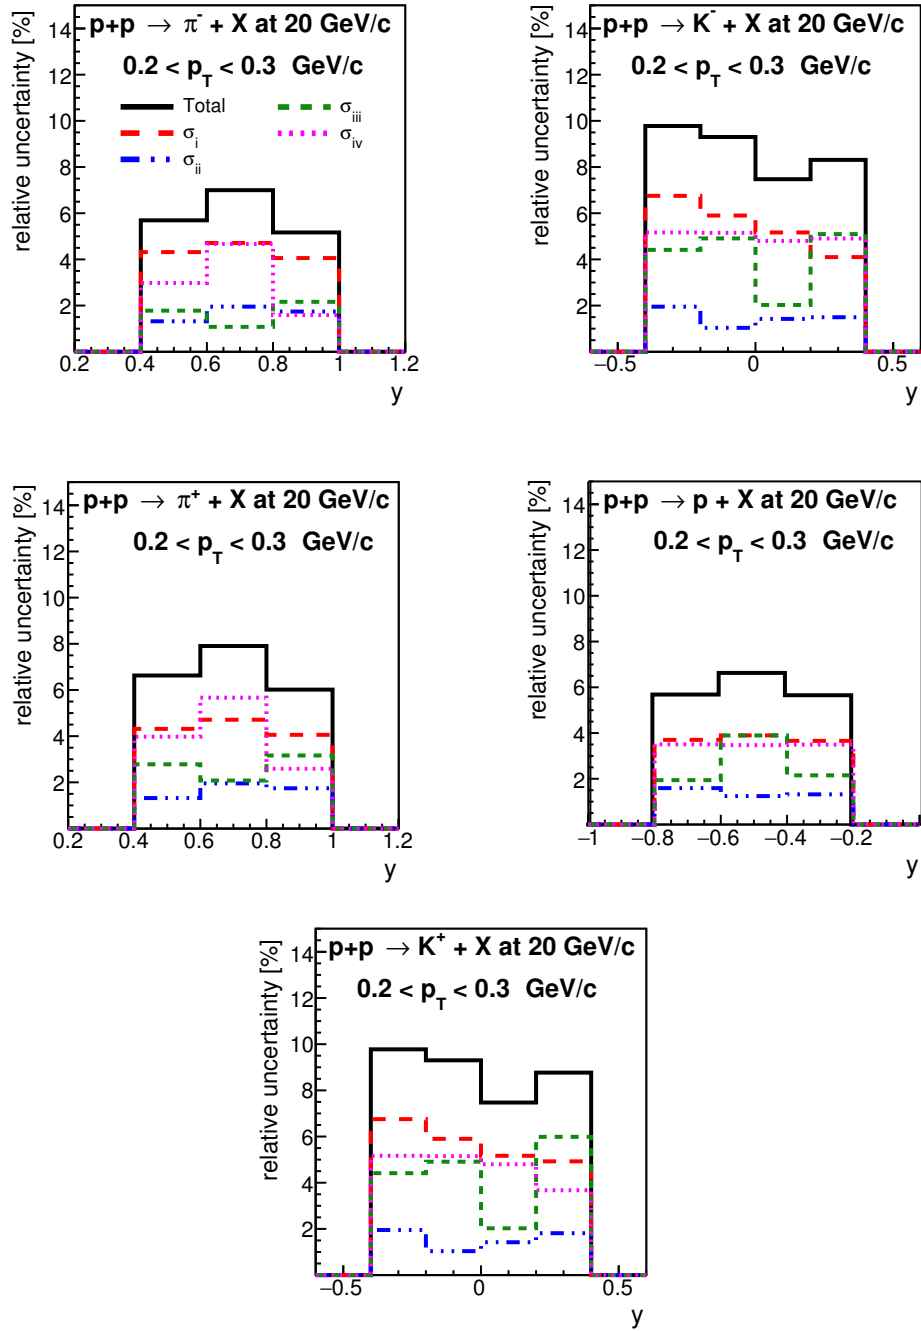 p+p → π⁻ + X at 20 GeV/c
0.2 < p_T < 0.3 GeV/c
Total
σ_i
σ_ii
σ_iii
σ_iv
relative uncertainty [%]
14
12
10
8
6
4
2
0.2 0.4 0.6 0.8 1 1.2
y
p+p → K⁻ + X at 20 GeV/c
0.2 < p_T < 0.3 GeV/c
relative uncertainty [%]
14
12
10
8
6
4
2
−0.5 0 0.5
y
p+p → π⁺ + X at 20 GeV/c
0.2 < p_T < 0.3 GeV/c
relative uncertainty [%]
14
12
10
8
6
4
2
0.2 0.4 0.6 0.8 1 1.2
y
p+p → p + X at 20 GeV/c
0.2 < p_T < 0.3 GeV/c
relative uncertainty [%]
14
12
10
8
6
4
2
−1 −0.8 −0.6 −0.4 −0.2
y
p+p → K⁺ + X at 20 GeV/c
0.2 < p_T < 0.3 GeV/c
relative uncertainty [%]
14
12
10
8
6
4
2
−0.5 0 0.5
y